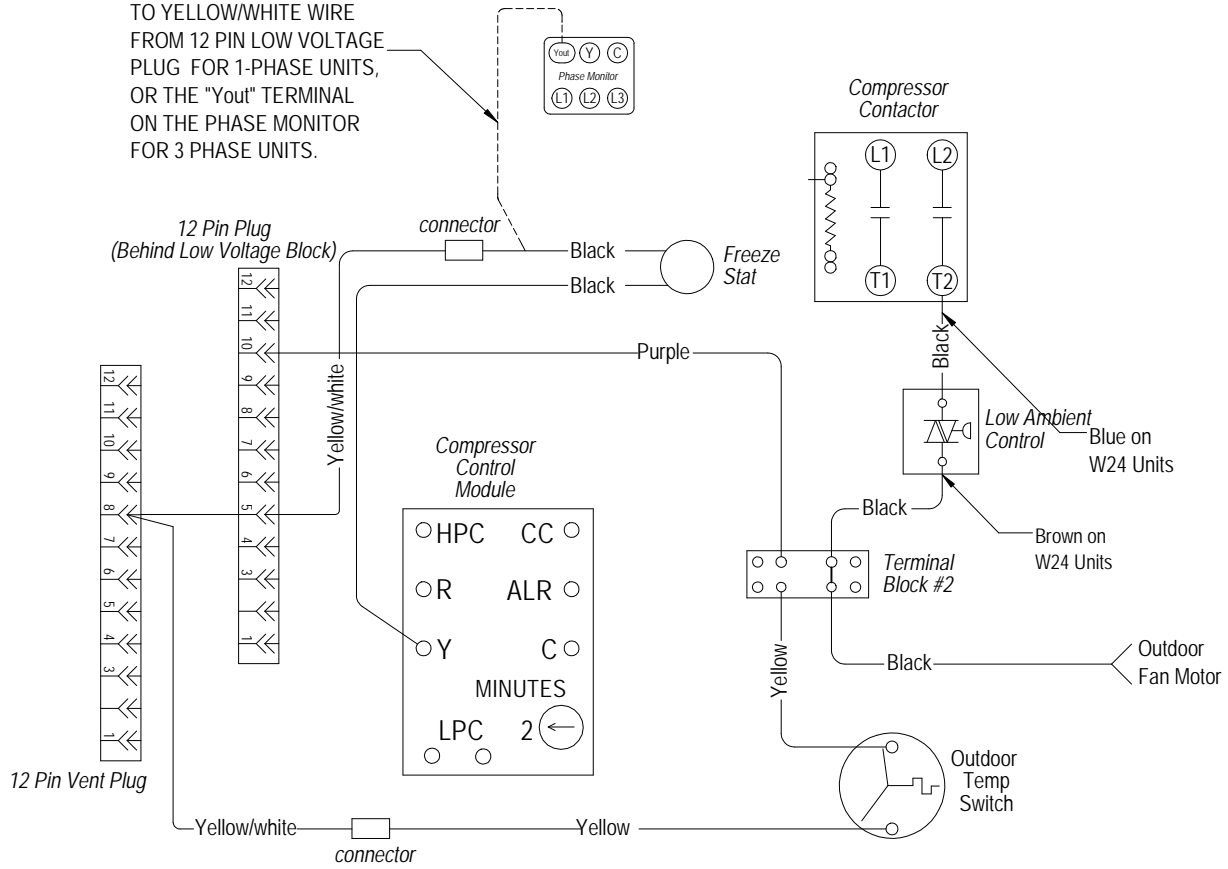 TO YELLOW/WHITE WIRE
FROM 12 PIN LOW VOLTAGE
PLUG FOR 1-PHASE UNITS,
OR THE "Yout" TERMINAL
ON THE PHASE MONITOR
FOR 3 PHASE UNITS.
Yout Y C
Phase Monitor
L1 L2 L3
Compressor
Contactor
L1 L2
T1 T2
12 Pin Plug
(Behind Low Voltage Block)
connector
Black
Black
Freeze
Stat
12
11
10
9
8
7
6
5
4
3
1
Purple
Yellow/white
Black
Low Ambient
Control
Blue on
W24 Units
Black
Brown on
W24 Units
12
11
10
9
8
7
6
5
4
3
1
12 Pin Vent Plug
Compressor
Control
Module
HPC CC
R ALR
Y C
MINUTES
LPC 2
Terminal
Block #2
Yellow
Black
Outdoor
Fan Motor
Outdoor
Temp
Switch
Yellow/white
connector
Yellow